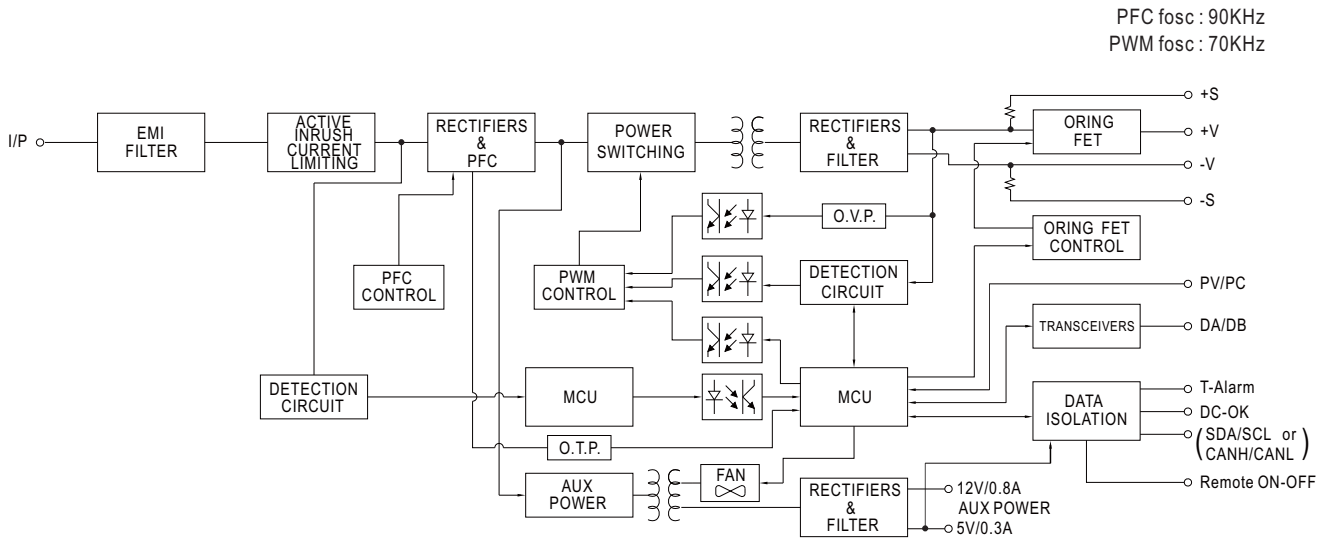 PFC fosc : 90KHz
PWM fosc : 70KHz
I/P
EMI
FILTER
ACTIVE
INRUSH
CURRENT
LIMITING
RECTIFIERS
&
PFC
POWER
SWITCHING
RECTIFIERS
&
FILTER
ORING
FET
+S
+V
-V
-S
O.V.P.
ORING FET
CONTROL
PFC
CONTROL
PWM
CONTROL
DETECTION
CIRCUIT
PV/PC
TRANSCEIVERS
DA/DB
DETECTION
CIRCUIT
MCU
MCU
DATA
ISOLATION
T-Alarm
DC-OK
(SDA/SCL or
CANH/CANL)
O.T.P.
Remote ON-OFF
AUX
POWER
FAN
RECTIFIERS
&
FILTER
12V/0.8A
AUX POWER
5V/0.3A